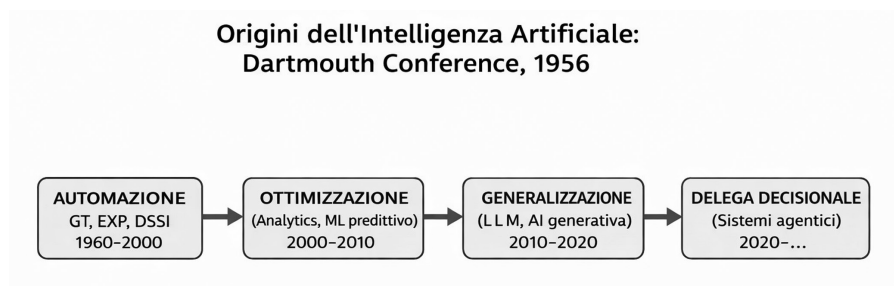 Origini dell'Intelligenza Artificiale:
Dartmouth Conference, 1956
AUTOMAZIONE
GT, EXP, DSSI
1960–2000
OTTIMIZZAZIONE
(Analytics, ML predittivo)
2000–2010
GENERALIZZAZIONE
(L L M, AI generativa)
2010–2020
DELEGA DECISIONALE
(Sistemi agentici)
2020–...